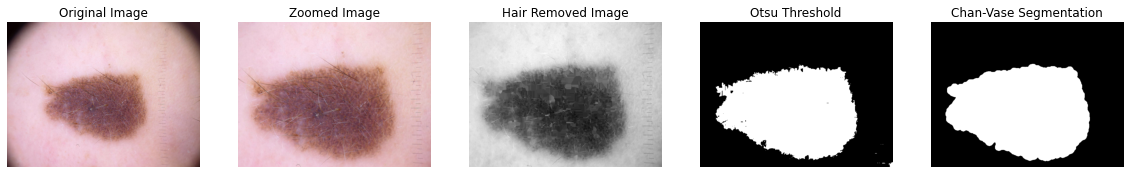 Original Image
Zoomed Image
Hair Removed Image
Otsu Threshold
Chan-Vase Segmentation